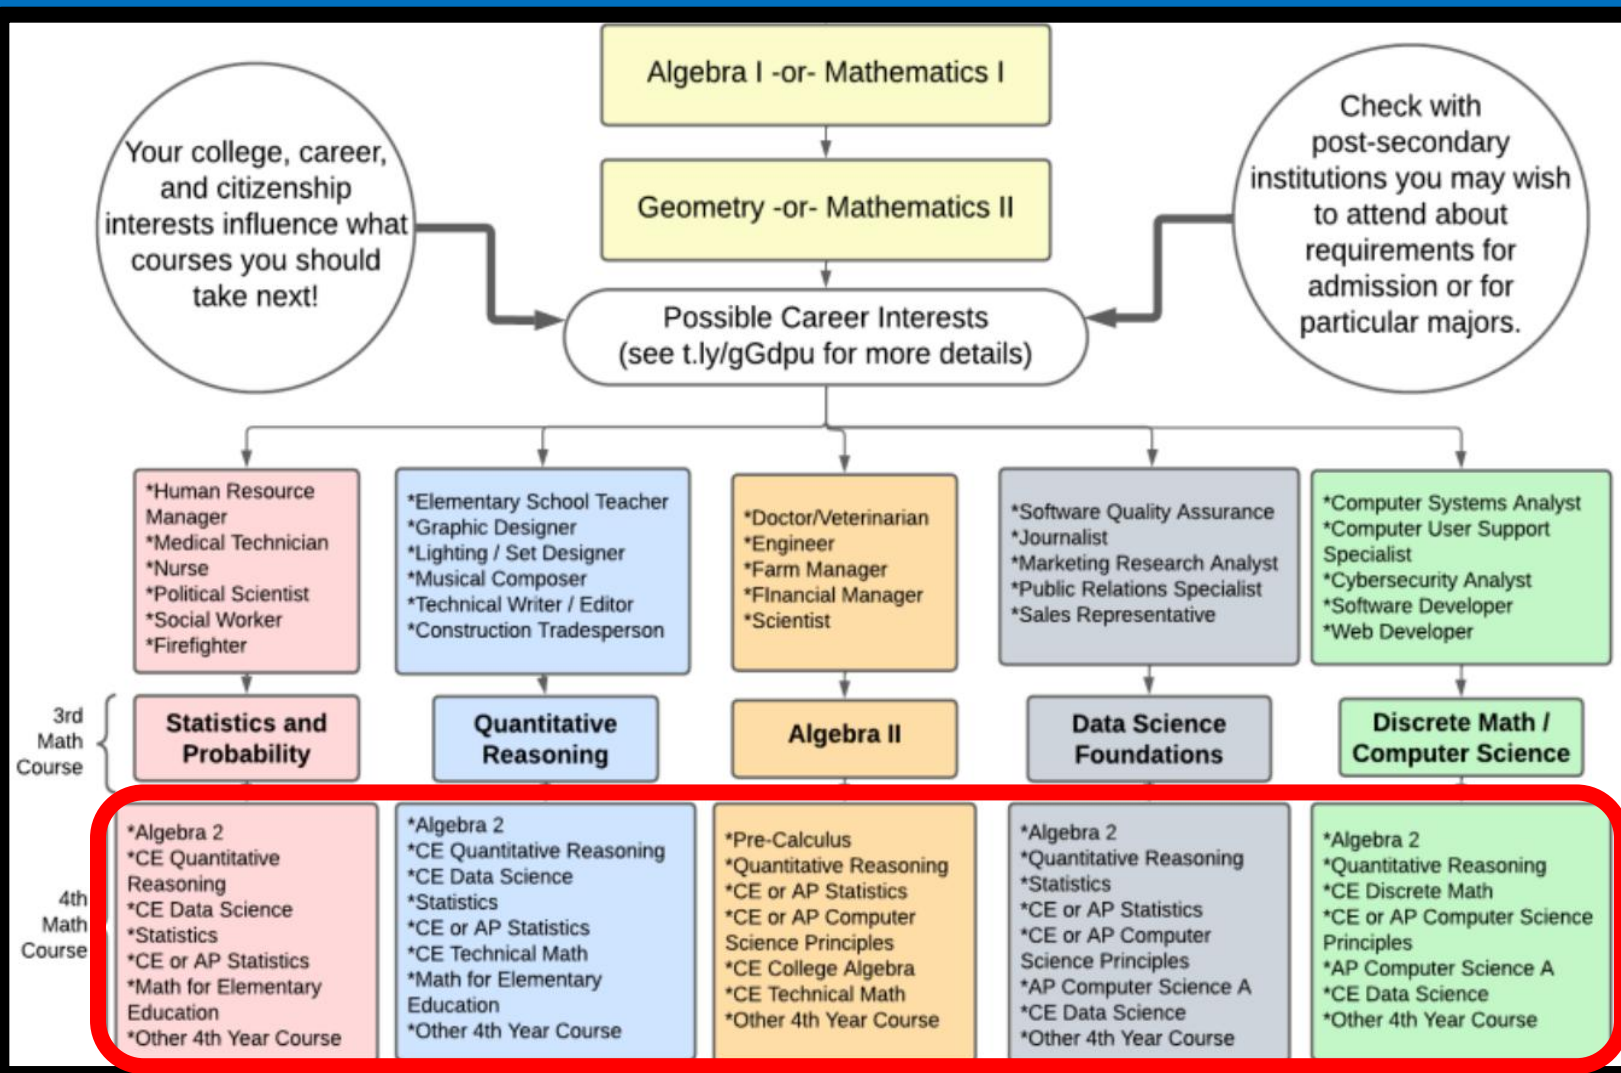 Algebra I -or- Mathematics I
Geometry -or- Mathematics II
Your college, career,
and citizenship
interests influence what
courses you should
take next!
Check with
post-secondary
institutions you may wish
to attend about
requirements for
admission or for
particular majors.
Possible Career Interests
(see t.ly/gGdpu for more details)
*Human Resource
Manager
*Medical Technician
*Nurse
*Political Scientist
*Social Worker
*Firefighter
*Elementary School Teacher
*Graphic Designer
*Lighting / Set Designer
*Musical Composer
*Technical Writer / Editor
*Construction Tradesperson
*Doctor/Veterinarian
*Engineer
*Farm Manager
*FInancial Manager
*Scientist
*Software Quality Assurance
*Journalist
*Marketing Research Analyst
*Public Relations Specialist
*Sales Representative
*Computer Systems Analyst
*Computer User Support
Specialist
*Cybersecurity Analyst
*Software Developer
*Web Developer
3rd
Math
Course
Statistics and
Probability
Quantitative
Reasoning
Algebra II
Data Science
Foundations
Discrete Math /
Computer Science
4th
Math
Course
*Algebra 2
*CE Quantitative
Reasoning
*CE Data Science
*Statistics
*CE or AP Statistics
*Math for Elementary
Education
*Other 4th Year Course
*Algebra 2
*CE Quantitative Reasoning
*CE Data Science
*Statistics
*CE or AP Statistics
*CE Technical Math
*Math for Elementary
Education
*Other 4th Year Course
*Pre-Calculus
*Quantitative Reasoning
*CE or AP Statistics
*CE or AP Computer
Science Principles
*CE College Algebra
*CE Technical Math
*Other 4th Year Course
*Algebra 2
*Quantitative Reasoning
*Statistics
*CE or AP Statistics
*CE or AP Computer
Science Principles
*AP Computer Science A
*CE Data Science
*Other 4th Year Course
*Algebra 2
*Quantitative Reasoning
*CE Discrete Math
*CE or AP Computer Science
Principles
*AP Computer Science A
*CE Data Science
*Other 4th Year Course